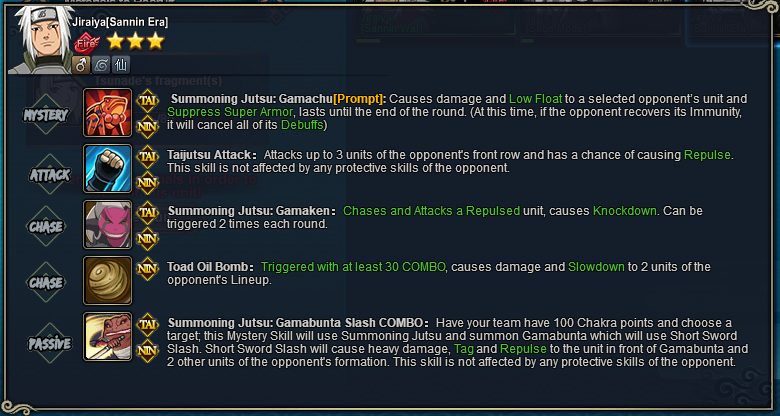 Jiraiya[Sannin Era]
Fire
Tsunade's fragment(s)
MYSTERY
TAI
NIN
Summoning Jutsu: Gamachu[Prompt]: Causes damage and Low Float to a selected opponent's unit and
Suppress Super Armor, lasts until the end of the round. (At this time, if the opponent recovers its Immunity,
it will cancel all of its Debuffs)
ATTACK
TAI
NIN
Taijutsu Attack: Attacks up to 3 units of the opponent's front row and has a chance of causing Repulse.
This skill is not affected by any protective skills of the opponent.
CHASE
TAI
NIN
Summoning Jutsu: Gamaken: Chases and Attacks a Repulsed unit, causes Knockdown. Can be
triggered 2 times each round.
CHASE
NIN
Toad Oil Bomb: Triggered with at least 30 COMBO, causes damage and Slowdown to 2 units of the
opponent's Lineup.
PASSIVE
TAI
NIN
Summoning Jutsu: Gamabunta Slash COMBO: Have your team have 100 Chakra points and choose a
target; this Mystery Skill will use Summoning Jutsu and summon Gamabunta which will use Short Sword
Slash. Short Sword Slash will cause heavy damage, Tag and Repulse to the unit in front of Gamabunta and
2 other units of the opponent's formation. This skill is not affected by any protective skills of the opponent.